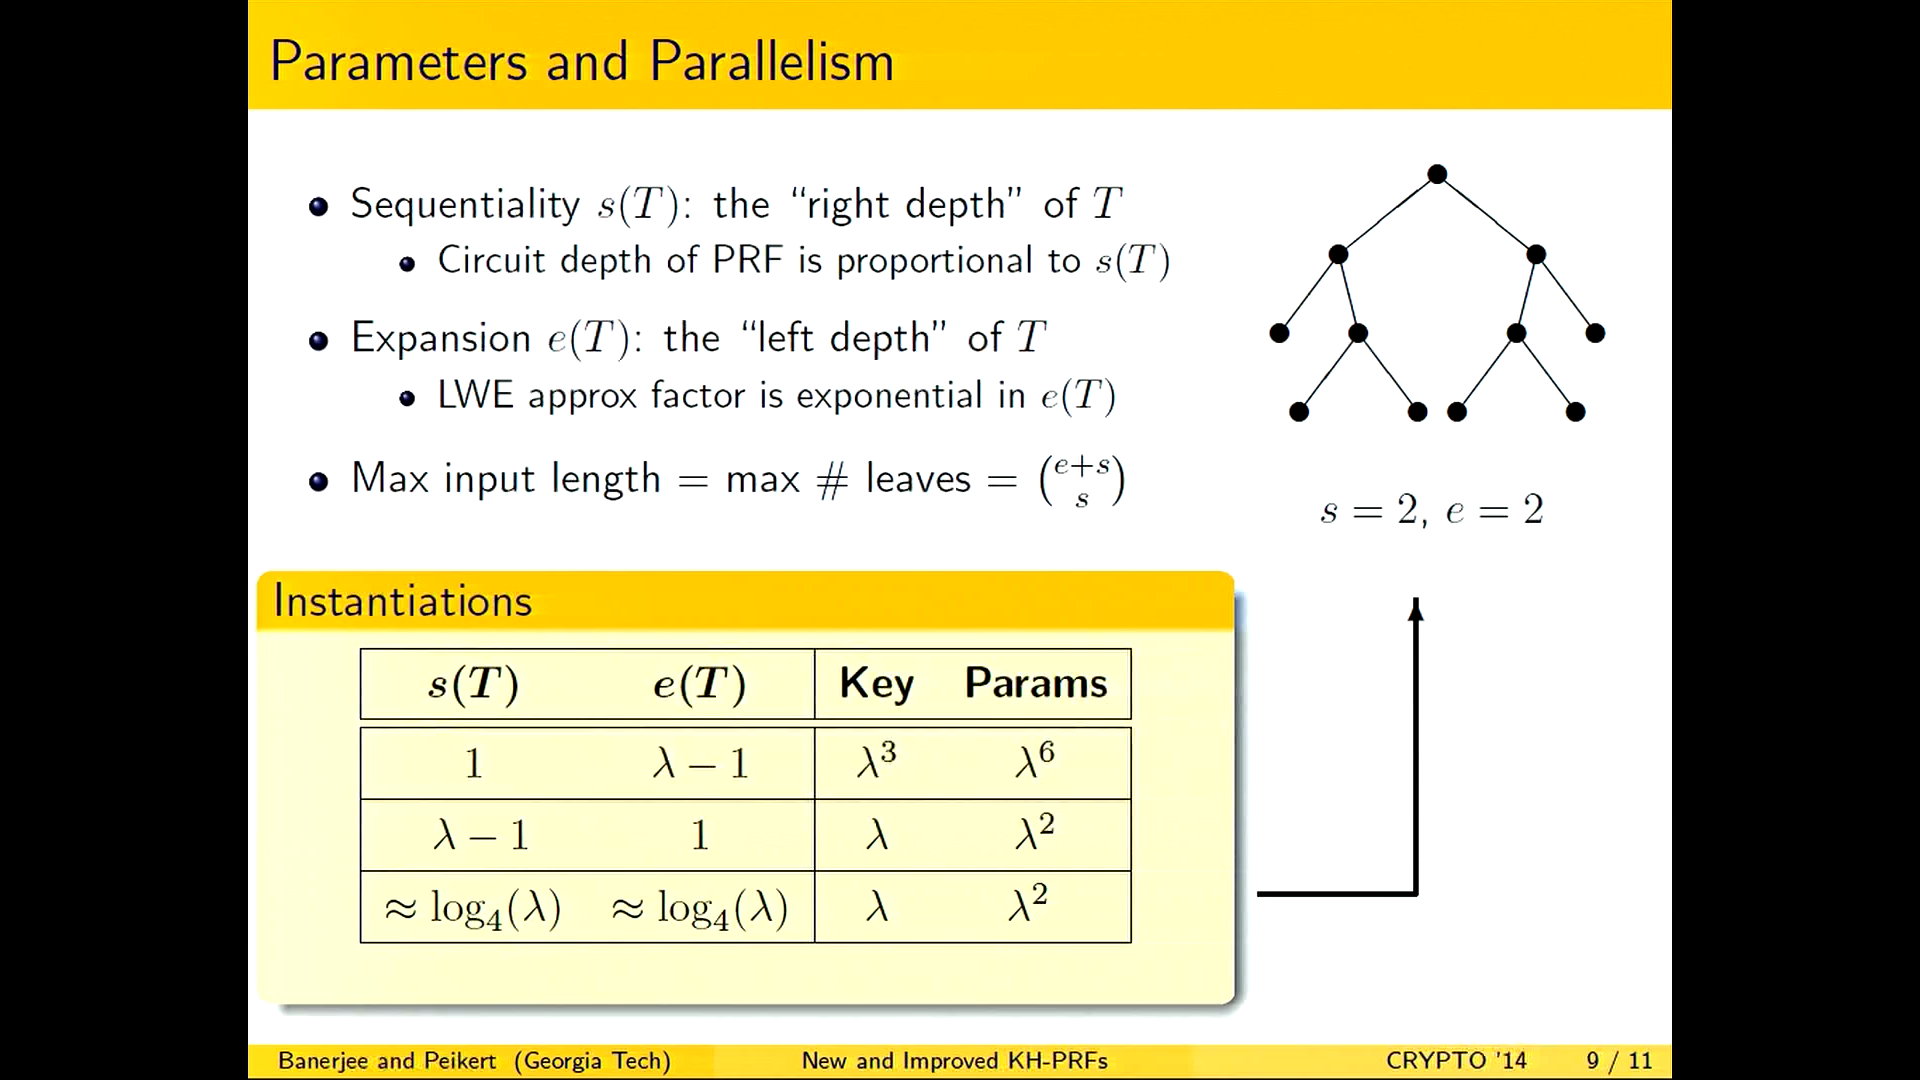 Parameters and Parallelism
• Sequentiality s(T): the “right depth” of T
• Circuit depth of PRF is proportional to s(T)
• Expansion e(T): the “left depth” of T
• LWE approx factor is exponential in e(T)
• Max input length = max # leaves = (e+s s)
s = 2, e = 2
Instantiations
s(T) e(T) Key Params
1 λ − 1 λ³ λ⁶
λ − 1 1 λ λ²
≈ log₄(λ) ≈ log₄(λ) λ λ²
Banerjee and Peikert (Georgia Tech) New and Improved KH-PRFs CRYPTO '14 9 / 11